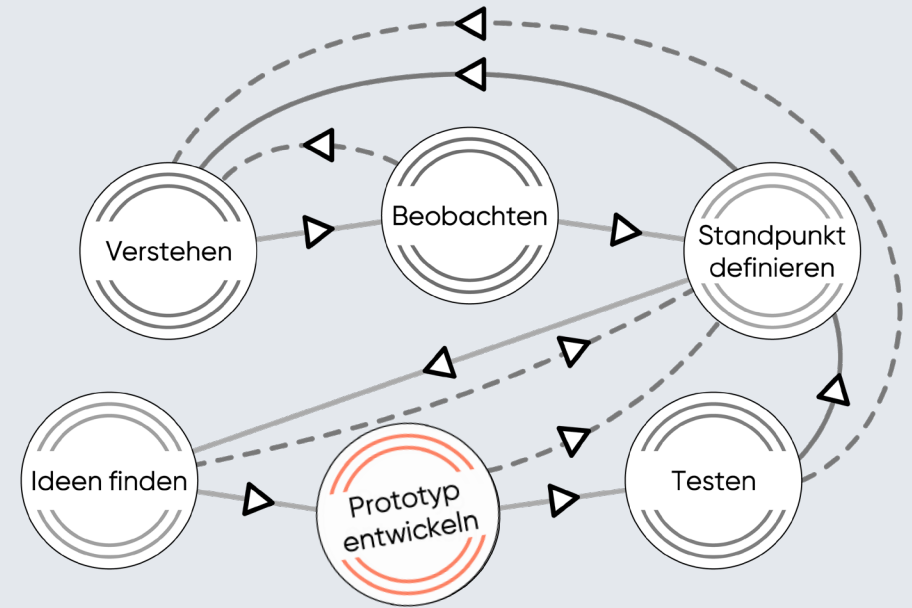 Verstehen
Beobachten
Standpunkt
definieren
Ideen finden
Prototyp
entwickeln
Testen